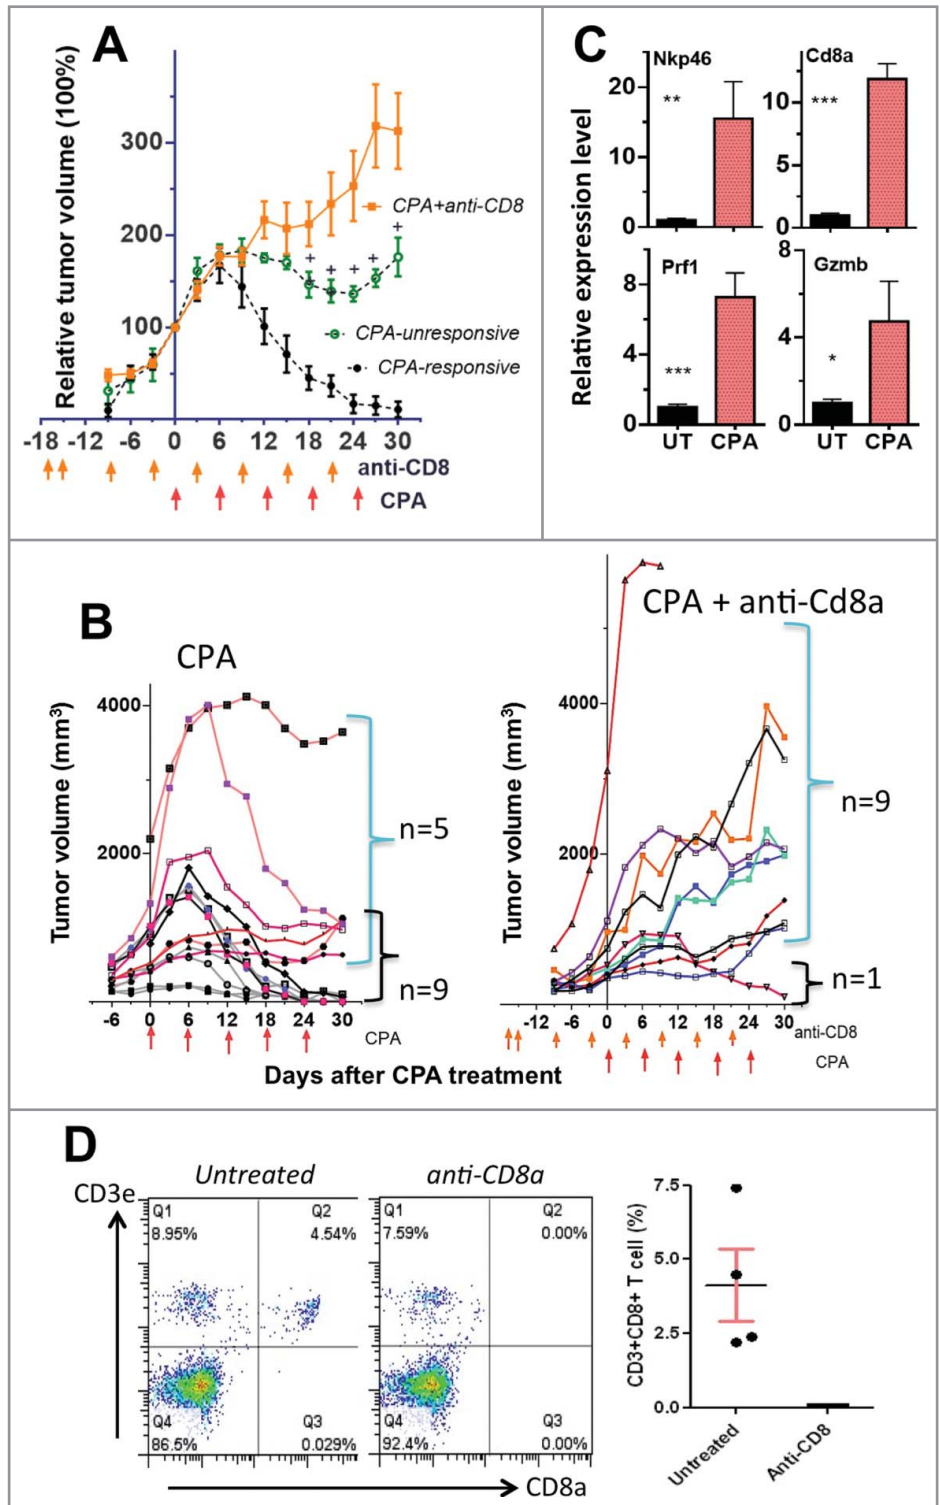 A
Relative tumor volume (100%)
300
200
100
CPA+anti-CD8
+ + + + +
CPA-unresponsive
CPA-responsive
-18 -12 -6 0 6 12 18 24 30
anti-CD8
CPA
C
Relative expression level
Nkp46
20
10
0
**
Cd8a
10
5
0
***
Prf1
8
4
0
***
UT CPA
Gzmb
8
4
0
*
UT CPA
B
CPA
Tumor volume (mm3)
4000
2000
n=5
n=9
-6 0 6 12 18 24 30
CPA
CPA + anti-Cd8a
Tumor volume (mm3)
4000
2000
n=9
n=1
-12 -6 0 6 12 18 24 30
anti-CD8
CPA
Days after CPA treatment
D
CD3e
Untreated
Q1 Q2
8.95% 4.54%
Q4 Q3
86.5% 0.029%
anti-CD8a
Q1 Q2
7.59% 0.00%
Q4 Q3
92.4% 0.00%
CD8a
CD3+CD8+ T cell (%)
7.5
5.0
2.5
0.0
Untreated
Anti-CD8